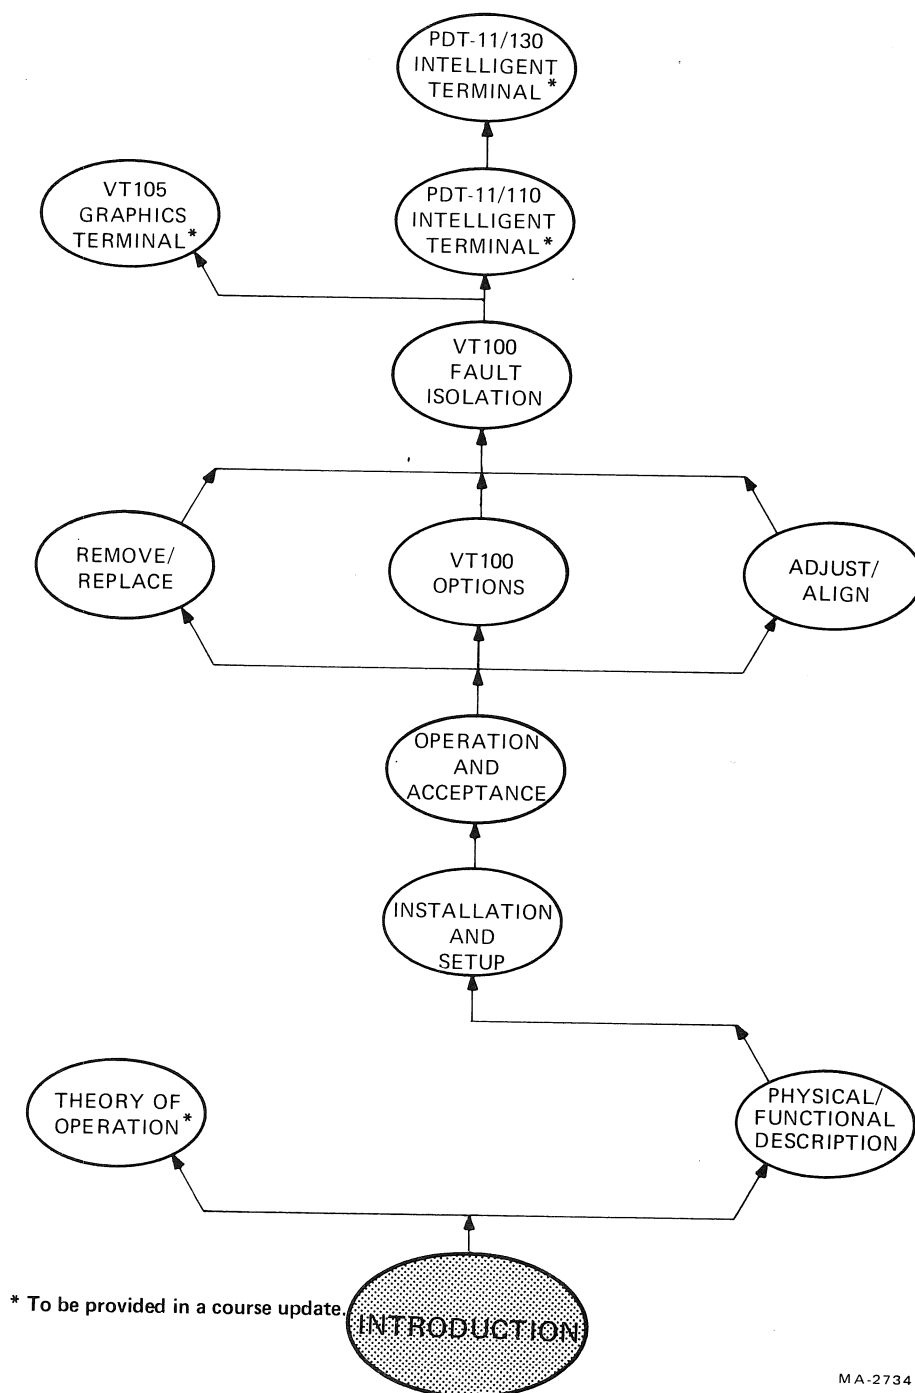 PDT-11/130
INTELLIGENT
TERMINAL*
VT105
GRAPHICS
TERMINAL*
PDT-11/110
INTELLIGENT
TERMINAL*
VT100
FAULT
ISOLATION
REMOVE/
REPLACE
VT100
OPTIONS
ADJUST/
ALIGN
OPERATION
AND
ACCEPTANCE
INSTALLATION
AND
SETUP
THEORY OF
OPERATION*
PHYSICAL/
FUNCTIONAL
DESCRIPTION
* To be provided in a course update.
INTRODUCTION
MA-2734